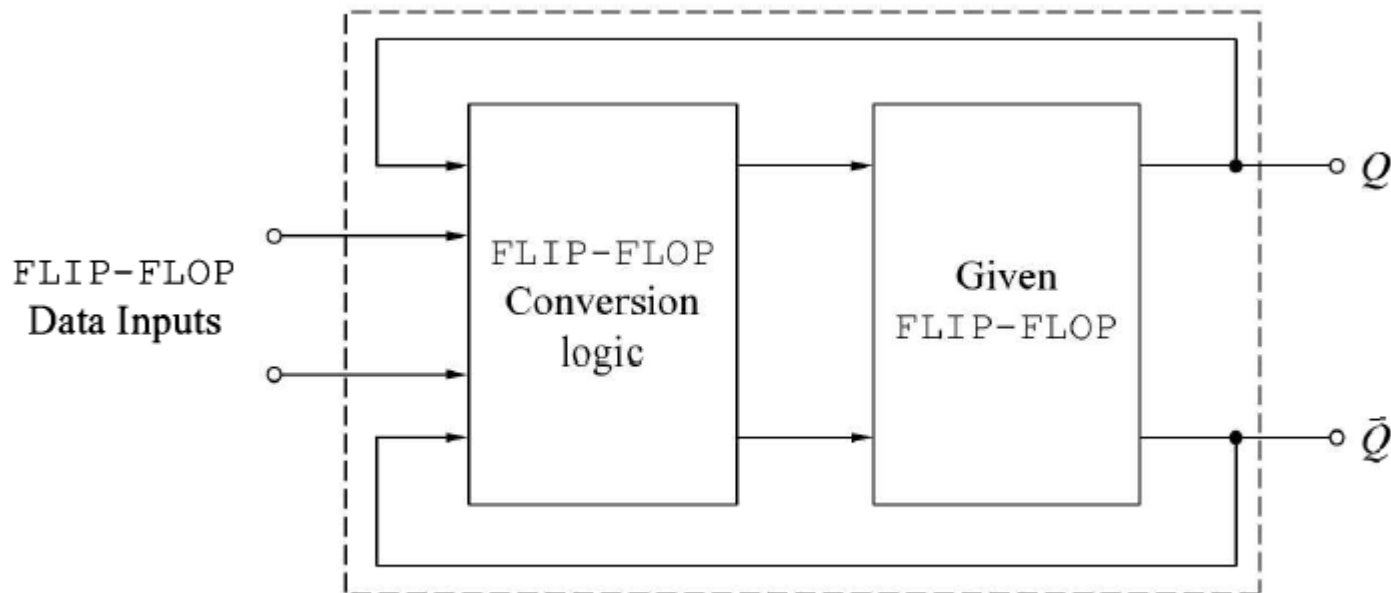 FLIP-FLOP
Data Inputs
FLIP-FLOP
Conversion
logic
Given
FLIP-FLOP
Q
Q̄